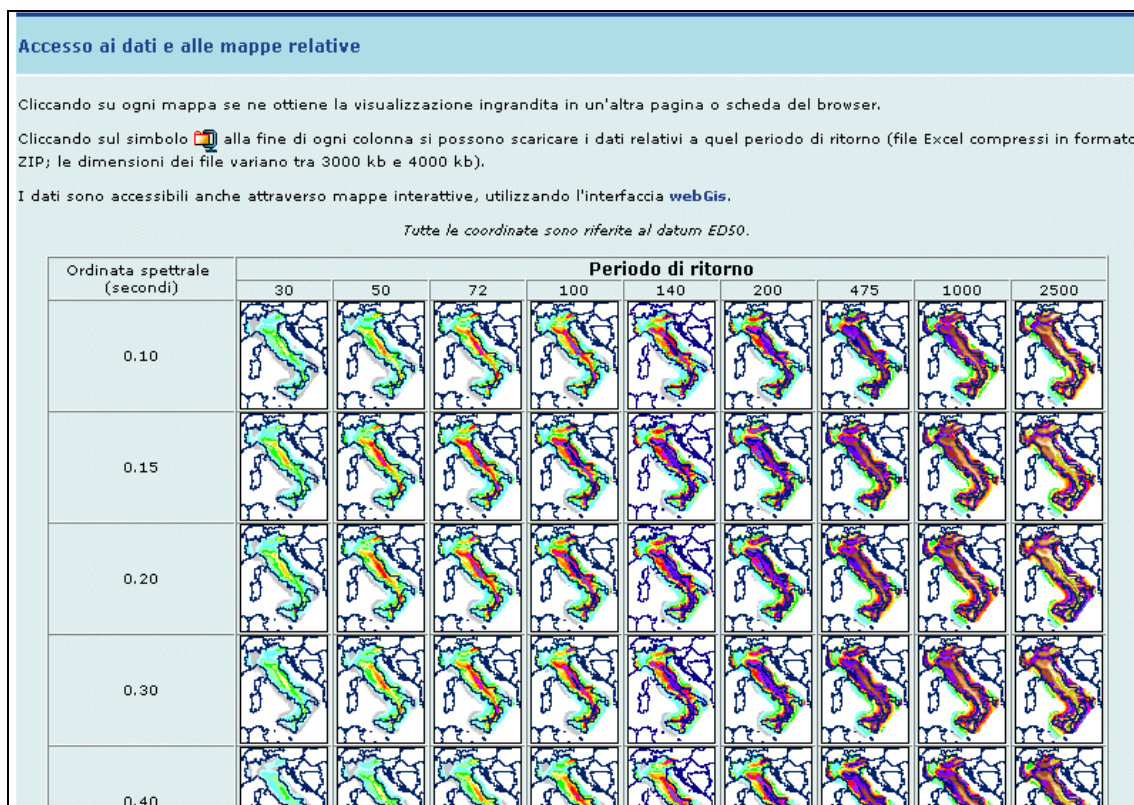 Accesso ai dati e alle mappe relative
Cliccando su ogni mappa se ne ottiene la visualizzazione ingrandita in un'altra pagina o scheda del browser.
Cliccando sul simbolo alla fine di ogni colonna si possono scaricare i dati relativi a quel periodo di ritorno (file Excel compressi in formato
ZIP; le dimensioni dei file variano tra 3000 kb e 4000 kb).
I dati sono accessibili anche attraverso mappe interattive, utilizzando l'interfaccia webGis.
Tutte le coordinate sono riferite al datum ED50.
Ordinata spettrale
(secondi)
Periodo di ritorno
30 50 72 100 140 200 475 1000 2500
0.10
0.15
0.20
0.30
0.40